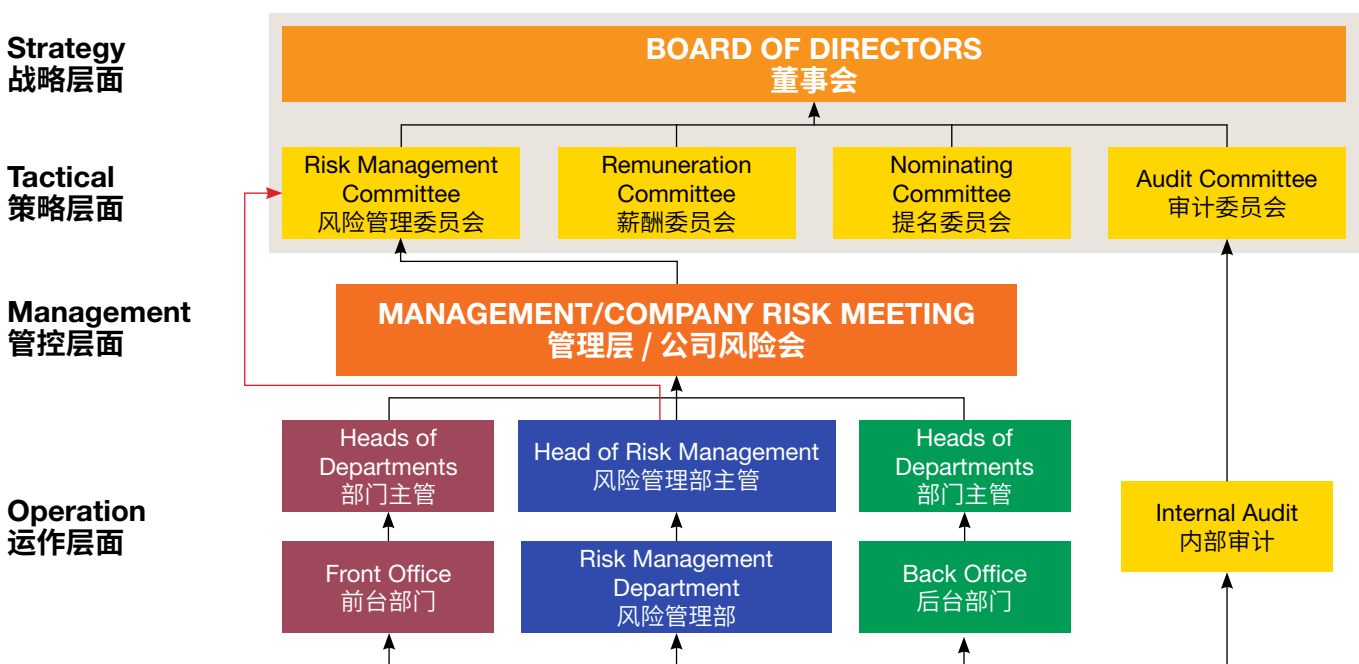 Strategy
战略层面
BOARD OF DIRECTORS
董事会
Tactical
策略层面
Risk Management
Committee
风险管理委员会
Remuneration
Committee
薪酬委员会
Nominating
Committee
提名委员会
Audit Committee
审计委员会
Management
管控层面
MANAGEMENT/COMPANY RISK MEETING
管理层 / 公司风险会
Operation
运作层面
Heads of
Departments
部门主管
Head of Risk Management
风险管理部主管
Heads of
Departments
部门主管
Internal Audit
内部审计
Front Office
前台部门
Risk Management
Department
风险管理部
Back Office
后台部门